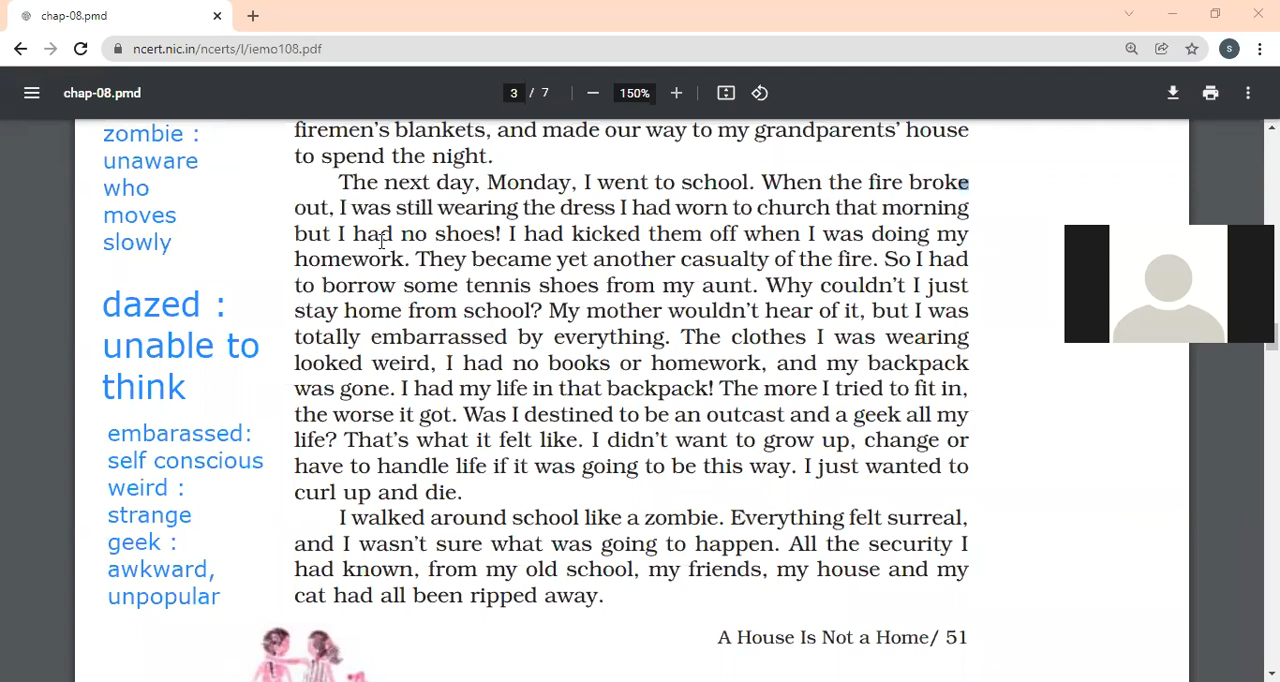 chap-08.pmd
ncert.nic.in/ncerts/l/iemo108.pdf
S
chap-08.pmd
3 / 7
150%
zombie :
unaware
who
moves
slowly
dazed :
unable to
think
embarassed:
self conscious
weird :
strange
geek :
awkward,
unpopular
firemen's blankets, and made our way to my grandparents' house
to spend the night.
The next day, Monday, I went to school. When the fire broke
out, I was still wearing the dress I had worn to church that morning
but I had no shoes! I had kicked them off when I was doing my
homework. They became yet another casualty of the fire. So I had
to borrow some tennis shoes from my aunt. Why couldn't I just
stay home from school? My mother wouldn't hear of it, but I was
totally embarrassed by everything. The clothes I was wearing
looked weird, I had no books or homework, and my backpack
was gone. I had my life in that backpack! The more I tried to fit in,
the worse it got. Was I destined to be an outcast and a geek all my
life? That's what it felt like. I didn't want to grow up, change or
have to handle life if it was going to be this way. I just wanted to
curl up and die.
I walked around school like a zombie. Everything felt surreal,
and I wasn't sure what was going to happen. All the security I
had known, from my old school, my friends, my house and my
cat had all been ripped away.
A House Is Not a Home/ 51